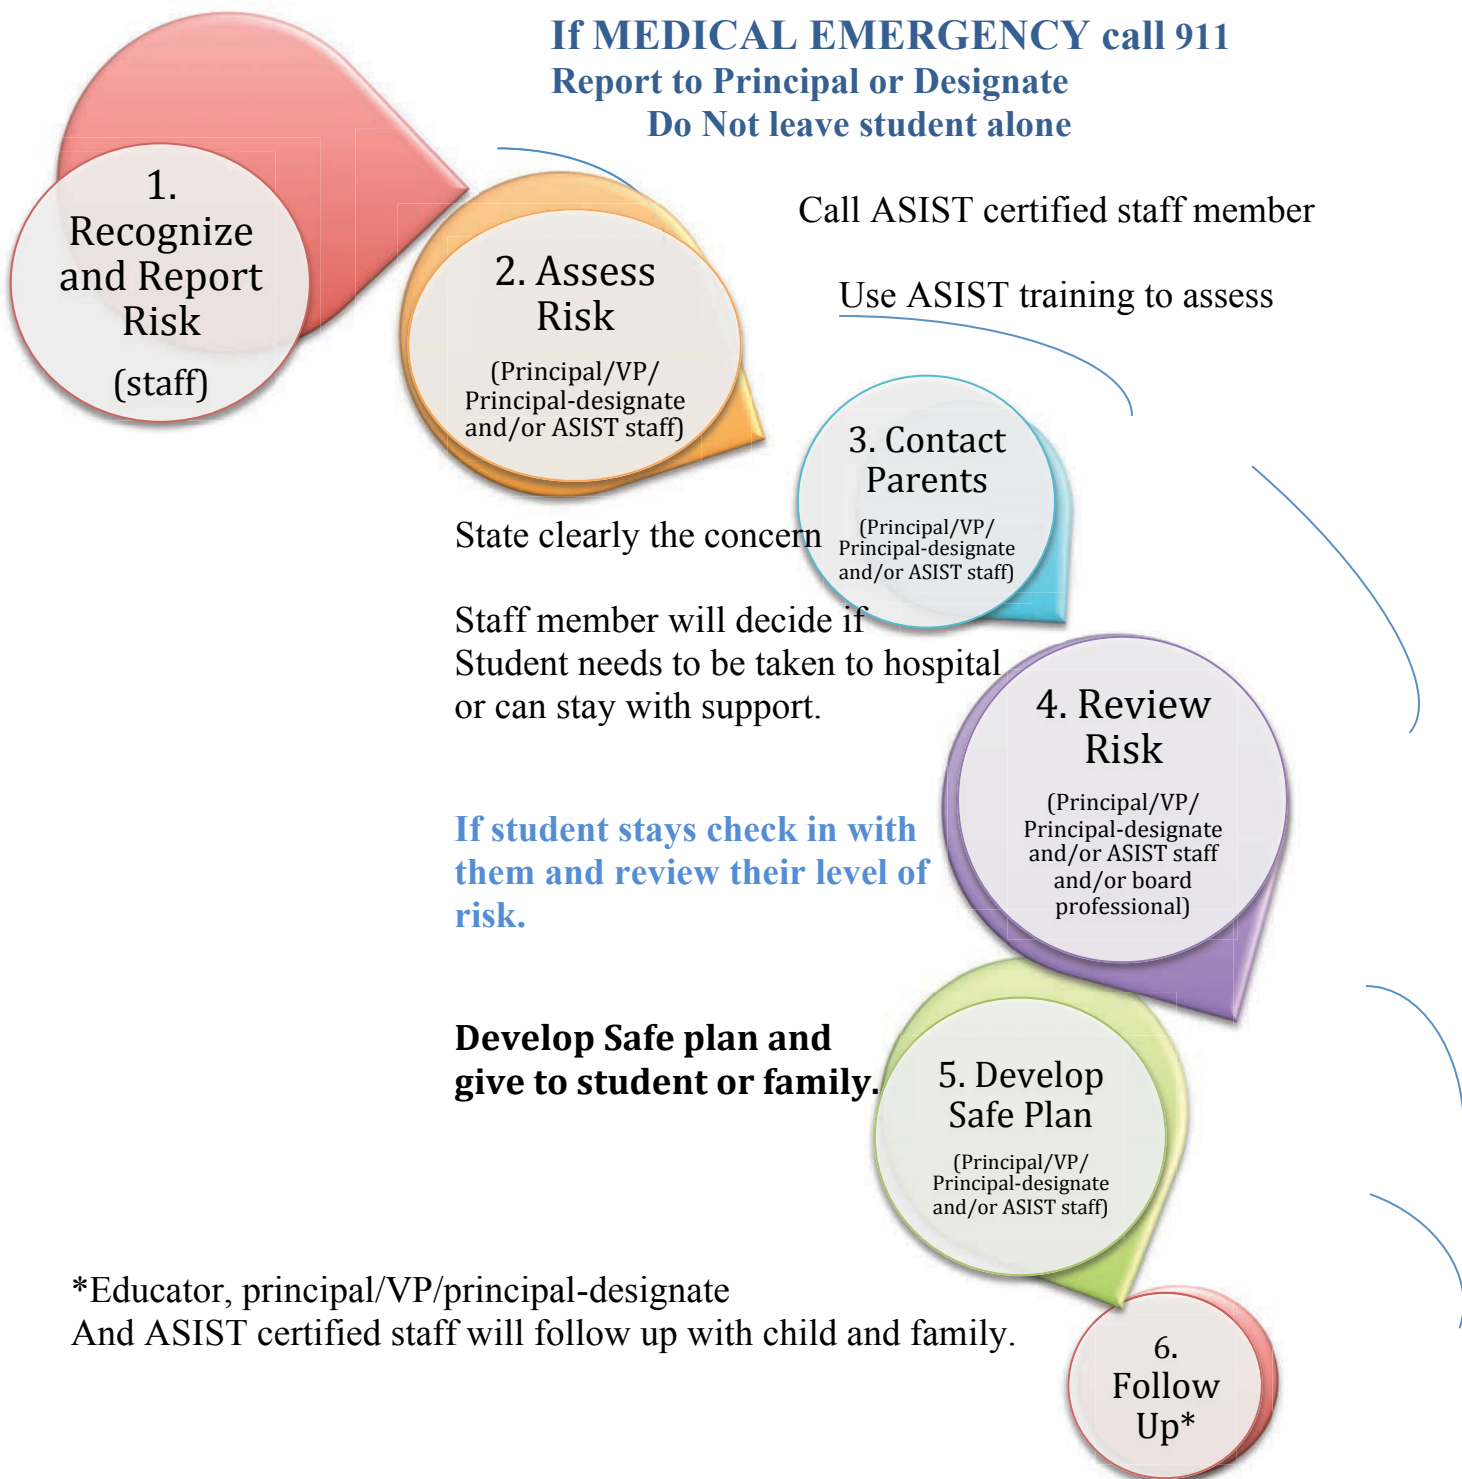 If MEDICAL EMERGENCY call 911
Report to Principal or Designate
Do Not leave student alone
1.
Recognize
and Report
Risk
(staff)
Call ASIST certified staff member
Use ASIST training to assess
2. Assess
Risk
(Principal/VP/
Principal-designate
and/or ASIST staff)
3. Contact
Parents
(Principal/VP/
Principal-designate
and/or ASIST staff)
State clearly the concern
Staff member will decide if
Student needs to be taken to hospital
or can stay with support.
4. Review
Risk
(Principal/VP/
Principal-designate
and/or ASIST staff
and/or board
professional)
If student stays check in with
them and review their level of
risk.
Develop Safe plan and
give to student or family.
5. Develop
Safe Plan
(Principal/VP/
Principal-designate
and/or ASIST staff)
*Educator, principal/VP/principal-designate
And ASIST certified staff will follow up with child and family.
6.
Follow
Up*